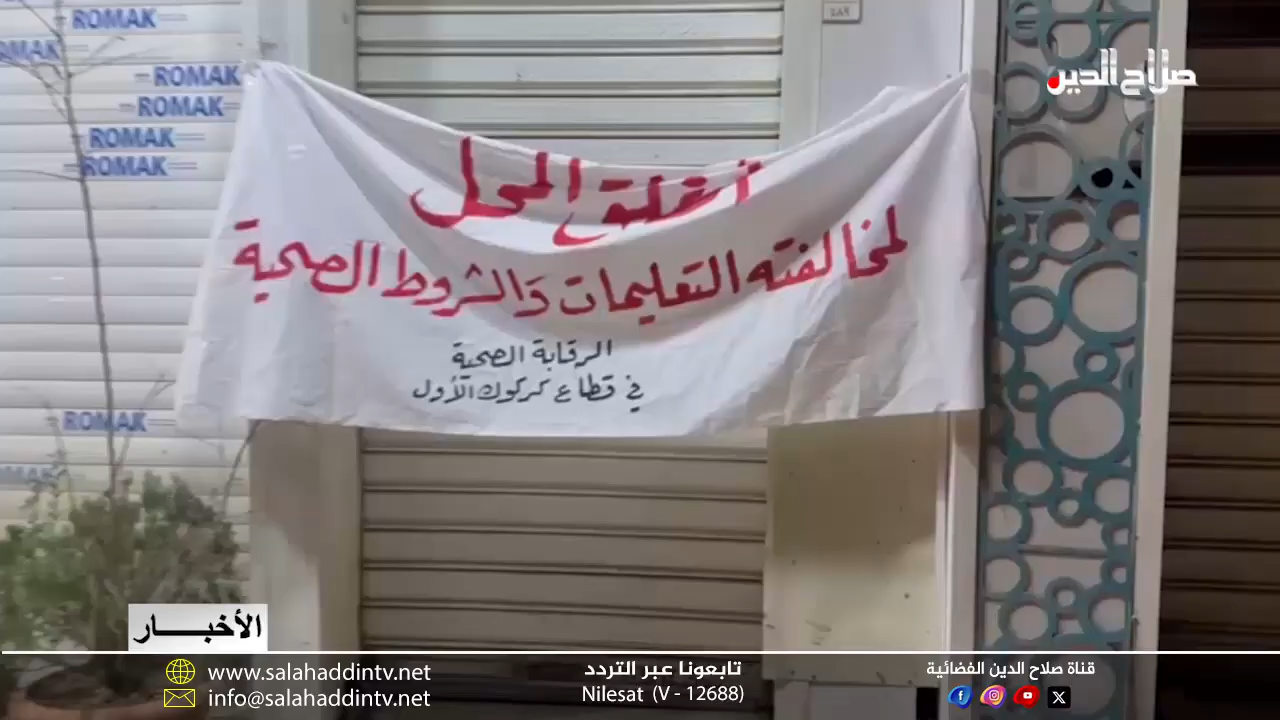 ROMAK
ROMAK
ROMAK
ROMAK
ROMAK
ROMAK
ROMAK
صلاح الدين
أغلق المحل
لمخالفته التعليمات والشروط الصحية
الرقابة الصحية
في قطاع كركوك الأول
الأخبار
www.salahaddintv.net
info@salahaddintv.net
تابعونا عبر التردد
Nilesat (V - 12688)
قناة صلاح الدين الفضائية